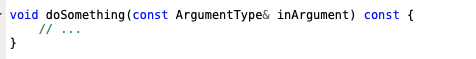 void doSomething(const ArgumentType& inArgument) const {
    // ...
}